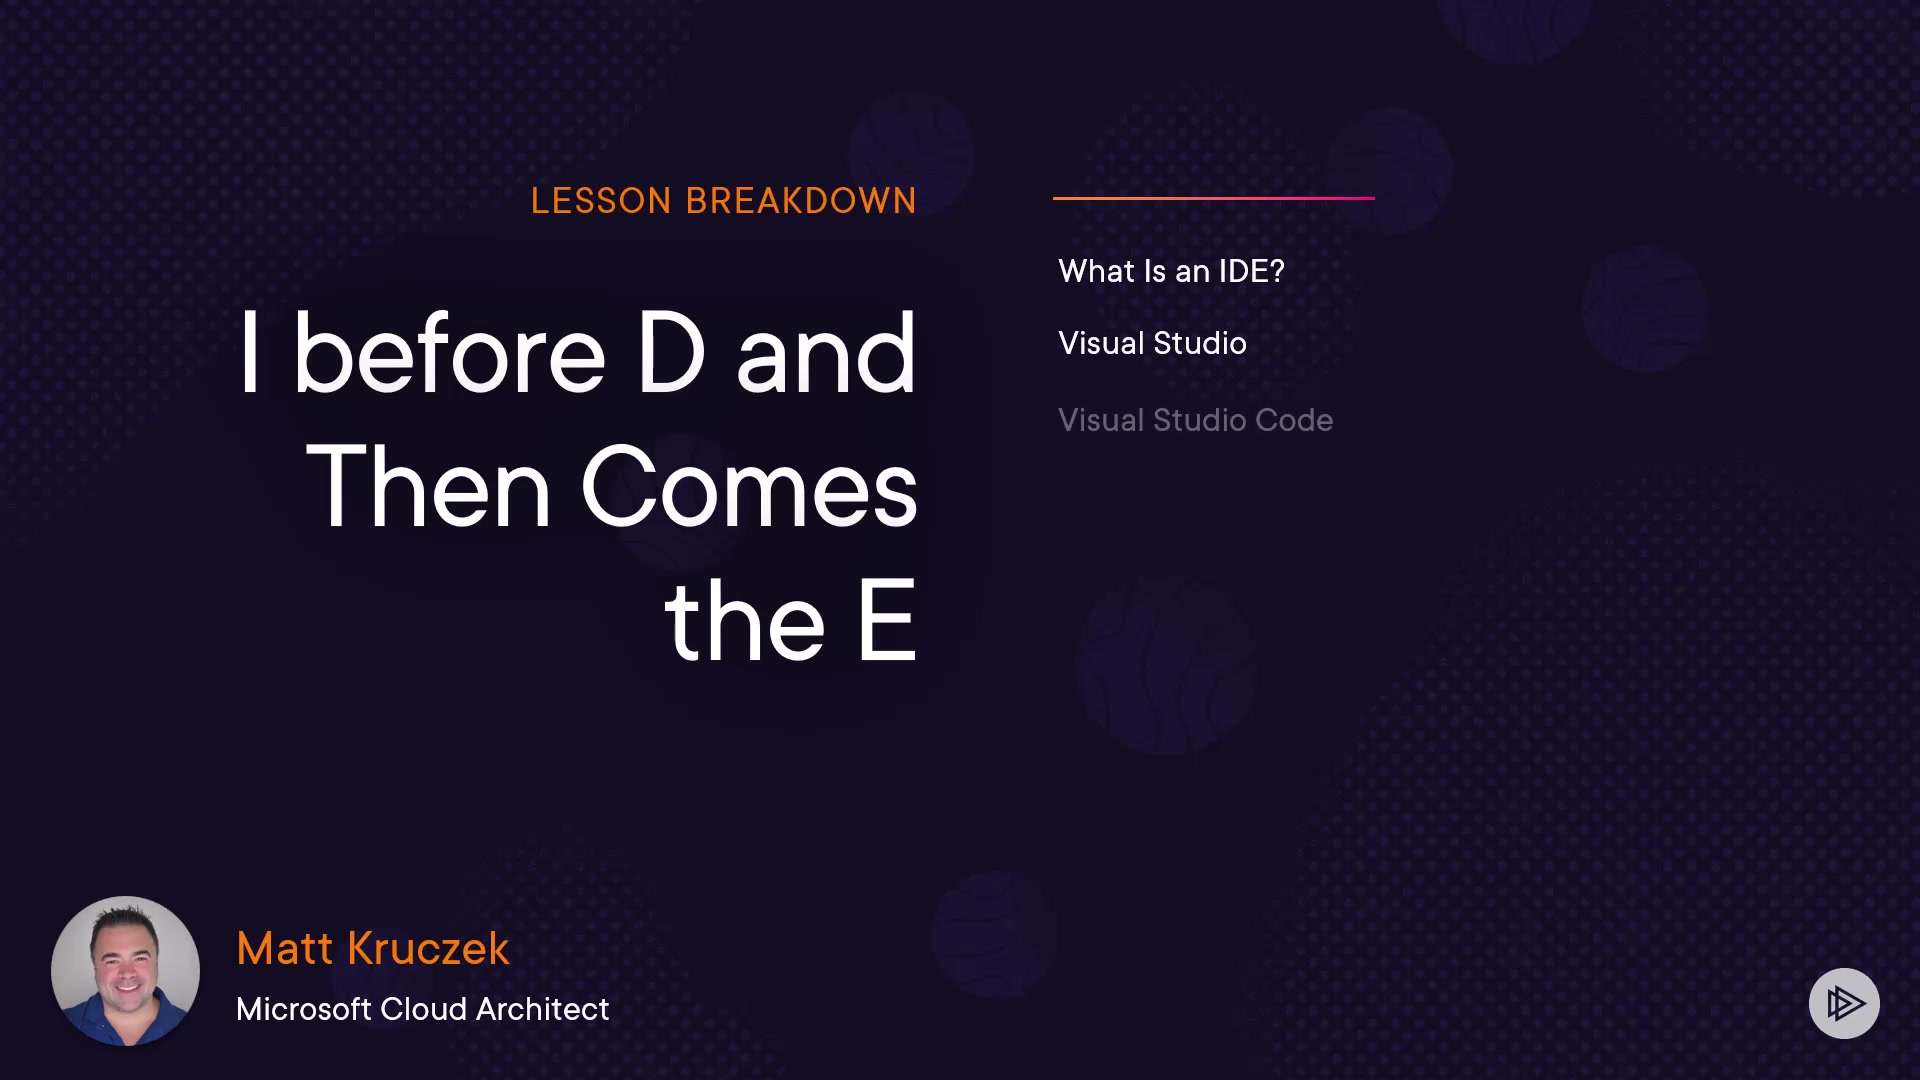 LESSON BREAKDOWN
I before D and
Then Comes
the E
What Is an IDE?
Visual Studio
Visual Studio Code
Matt Kruczek
Microsoft Cloud Architect